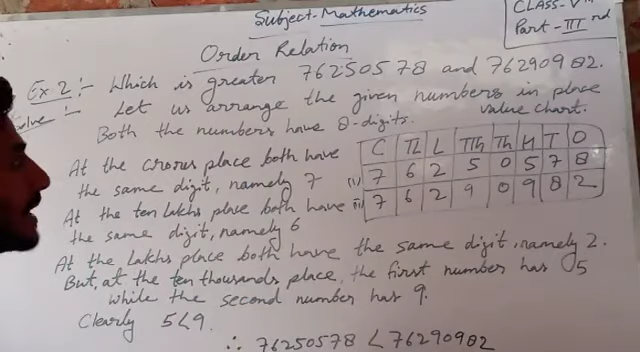 Subject-Mathematics
CLASS-V
Part-III rd
Order Relation
Ex 2:- Which is greater 76250578 and 76290982.
Solve:- Let us arrange the given numbers in place value chart.
Both the numbers have 8-digits.
C TL L TTh Th H T O
(i) 7 6 2 5 0 5 7 8
(ii) 7 6 2 9 0 9 8 2
At the crores place both have
the same digit, namely 7
At the ten lakhs place both have
the same digit, namely 6
At the lakhs place both have the same digit, namely 2.
But, at the ten thousands place, the first number has 5
while the second number has 9.
Clearly 5<9.
∴ 76250578 < 76290982